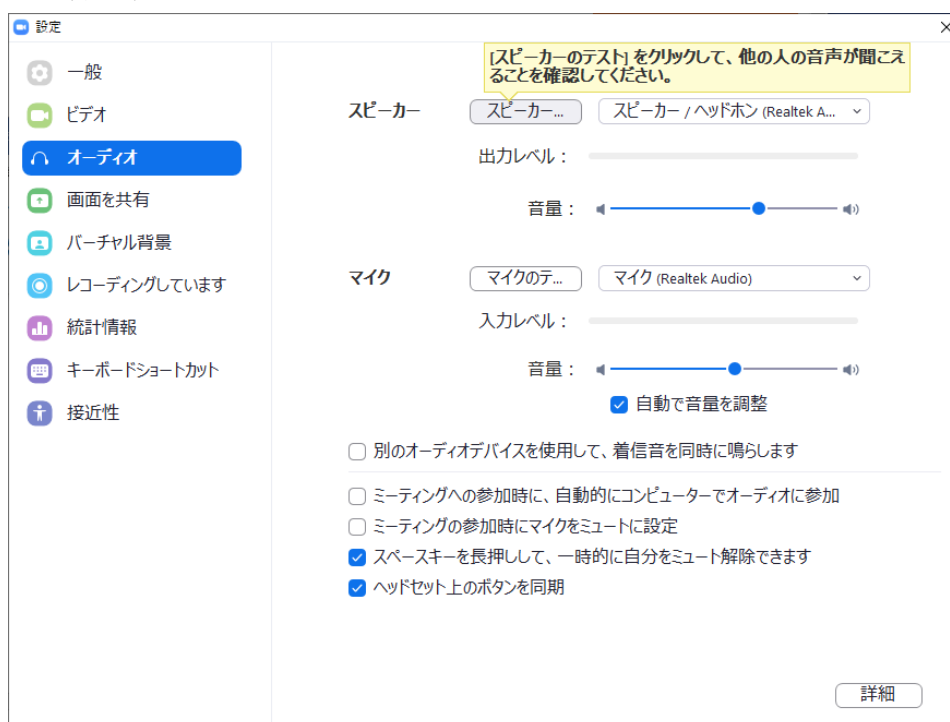 設定
一般
ビデオ
オーディオ
画面を共有
バーチャル背景
レコーディングしています
統計情報
キーボードショートカット
接近性
[スピーカーのテスト] をクリックして、他の人の音声が聞こえ
ることを確認してください。
スピーカー スピーカー... スピーカー / ヘッドホン (Realtek A...
出力レベル：
音量：
マイク マイクのテ... マイク (Realtek Audio)
入力レベル：
音量：
自動で音量を調整
別のオーディオデバイスを使用して、着信音を同時に鳴らします
ミーティングへの参加時に、自動的にコンピューターでオーディオに参加
ミーティングの参加時にマイクをミュートに設定
スペースキーを長押しして、一時的に自分をミュート解除できます
ヘッドセット上のボタンを同期
詳細